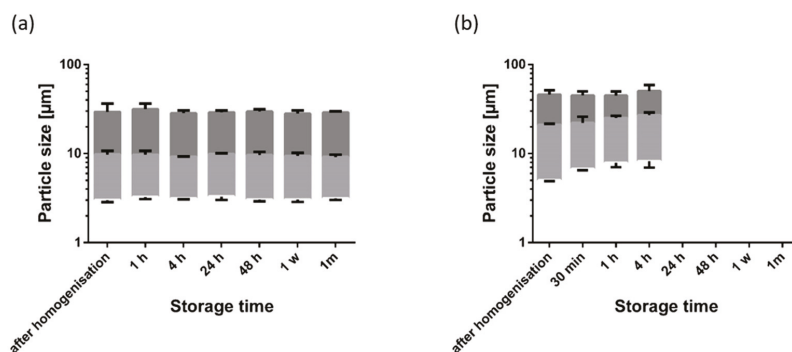 (a)
Particle size [µm]
100
10
1
after homogenisation
1 h
4 h
24 h
48 h
1 w
1m
Storage time
(b)
Particle size [µm]
100
10
1
after homogenisation
30 min
1 h
4 h
24 h
48 h
1 w
1m
Storage time